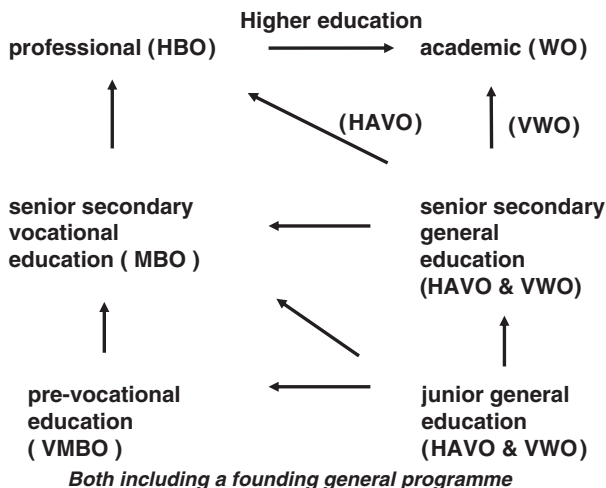 Higher education
professional (HBO)
academic (WO)
(HAVO)
(VWO)
senior secondary
vocational
education ( MBO )
senior secondary
general
education
(HAVO & VWO)
pre-vocational
education
( VMBO )
junior general
education
(HAVO & VWO)
Both including a founding general programme